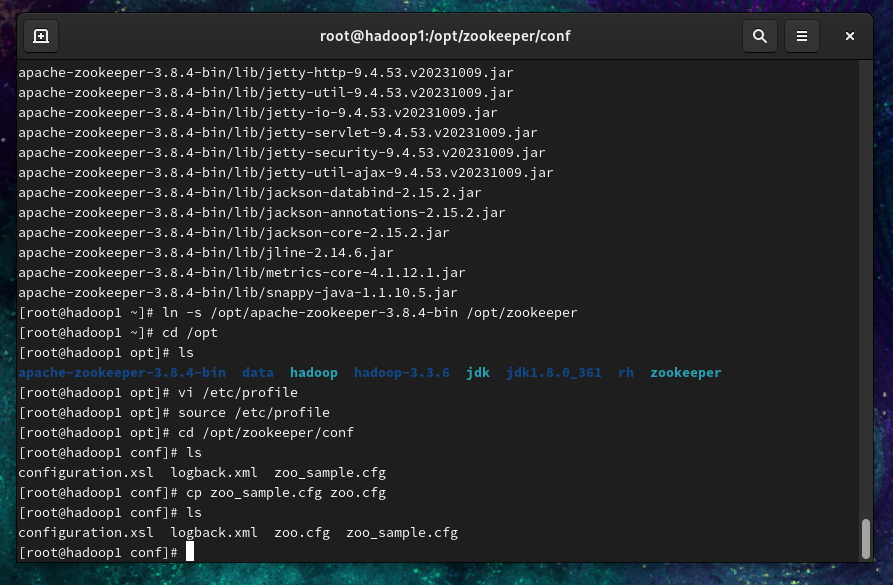 root@hadoop1:/opt/zookeeper/conf
apache-zookeeper-3.8.4-bin/lib/jetty-http-9.4.53.v20231009.jar
apache-zookeeper-3.8.4-bin/lib/jetty-util-9.4.53.v20231009.jar
apache-zookeeper-3.8.4-bin/lib/jetty-io-9.4.53.v20231009.jar
apache-zookeeper-3.8.4-bin/lib/jetty-servlet-9.4.53.v20231009.jar
apache-zookeeper-3.8.4-bin/lib/jetty-security-9.4.53.v20231009.jar
apache-zookeeper-3.8.4-bin/lib/jetty-util-ajax-9.4.53.v20231009.jar
apache-zookeeper-3.8.4-bin/lib/jackson-databind-2.15.2.jar
apache-zookeeper-3.8.4-bin/lib/jackson-annotations-2.15.2.jar
apache-zookeeper-3.8.4-bin/lib/jackson-core-2.15.2.jar
apache-zookeeper-3.8.4-bin/lib/jline-2.14.6.jar
apache-zookeeper-3.8.4-bin/lib/metrics-core-4.1.12.1.jar
apache-zookeeper-3.8.4-bin/lib/snappy-java-1.1.10.5.jar
[root@hadoop1 ~]# ln -s /opt/apache-zookeeper-3.8.4-bin /opt/zookeeper
[root@hadoop1 ~]# cd /opt
[root@hadoop1 opt]# ls
apache-zookeeper-3.8.4-bin  data  hadoop  hadoop-3.3.6  jdk  jdk1.8.0_361  rh  zookeeper
[root@hadoop1 opt]# vi /etc/profile
[root@hadoop1 opt]# source /etc/profile
[root@hadoop1 opt]# cd /opt/zookeeper/conf
[root@hadoop1 conf]# ls
configuration.xsl  logback.xml  zoo_sample.cfg
[root@hadoop1 conf]# cp zoo_sample.cfg zoo.cfg
[root@hadoop1 conf]# ls
configuration.xsl  logback.xml  zoo.cfg  zoo_sample.cfg
[root@hadoop1 conf]#